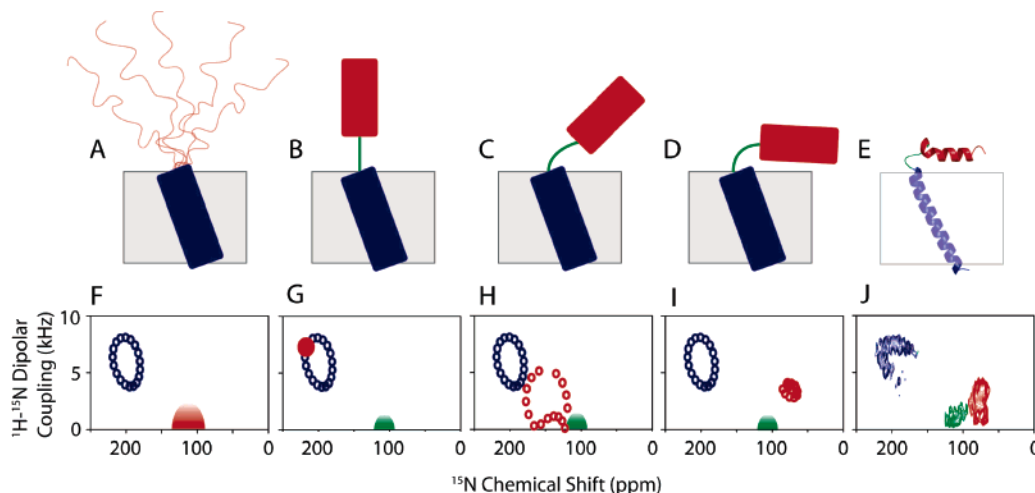 A B C D E
F G H I J
10
5
0
200 100 0 200 100 0 200 100 0 200 100 0 200 100 0
¹H-¹⁵N Dipolar
Coupling (kHz)
¹⁵N Chemical Shift (ppm)